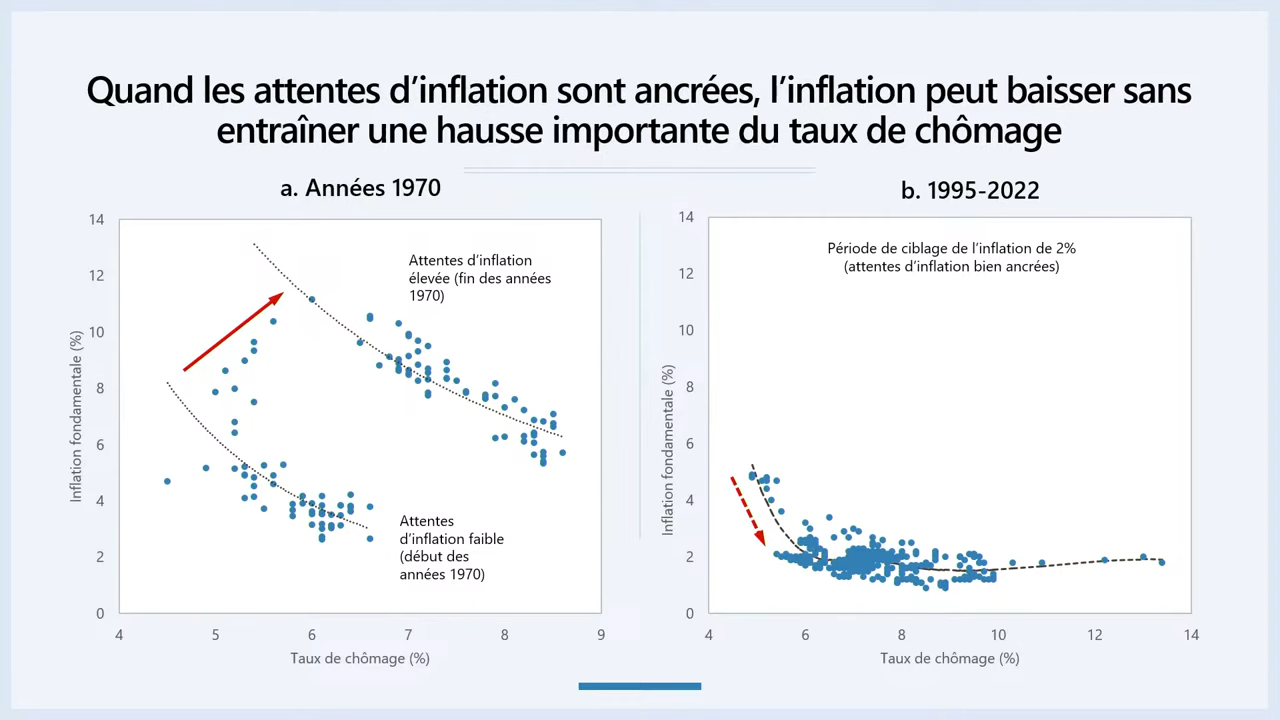 Quand les attentes d’inflation sont ancrées, l’inflation peut baisser sans
entraîner une hausse importante du taux de chômage
a. Années 1970
14
12
10
8
6
4
2
0
Inflation fondamentale (%)
Attentes d’inflation
élevée (fin des années
1970)
Attentes
d’inflation faible
(début des
années 1970)
4 5 6 7 8 9
Taux de chômage (%)
b. 1995-2022
14
12
10
8
6
4
2
0
Inflation fondamentale (%)
Période de ciblage de l’inflation de 2%
(attentes d’inflation bien ancrées)
4 6 8 10 12 14
Taux de chômage (%)